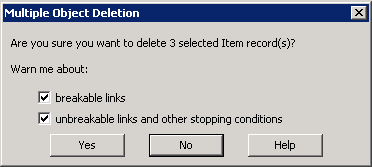 Multiple Object Deletion
Are you sure you want to delete 3 selected Item record(s)?
Warn me about:
breakable links
unbreakable links and other stopping conditions
Yes No Help